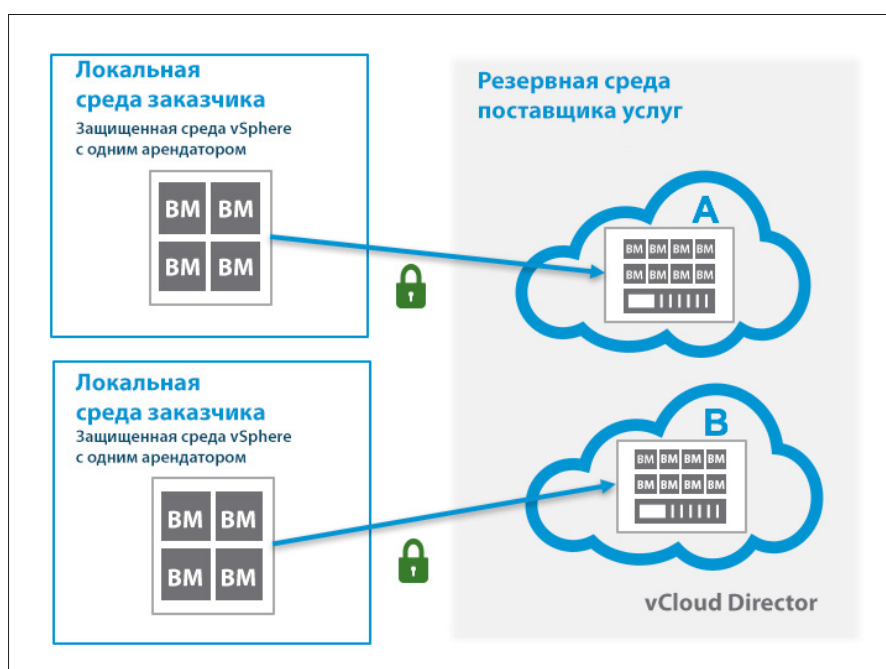 Локальная
среда заказчика
Защищенная среда vSphere
с одним арендатором
ВМ ВМ
ВМ ВМ
Резервная среда
поставщика услуг
A
ВМ ВМ ВМ ВМ
ВМ ВМ ВМ ВМ
Локальная
среда заказчика
Защищенная среда vSphere
с одним арендатором
ВМ ВМ
ВМ ВМ
B
ВМ ВМ ВМ ВМ
ВМ ВМ ВМ ВМ
vCloud Director